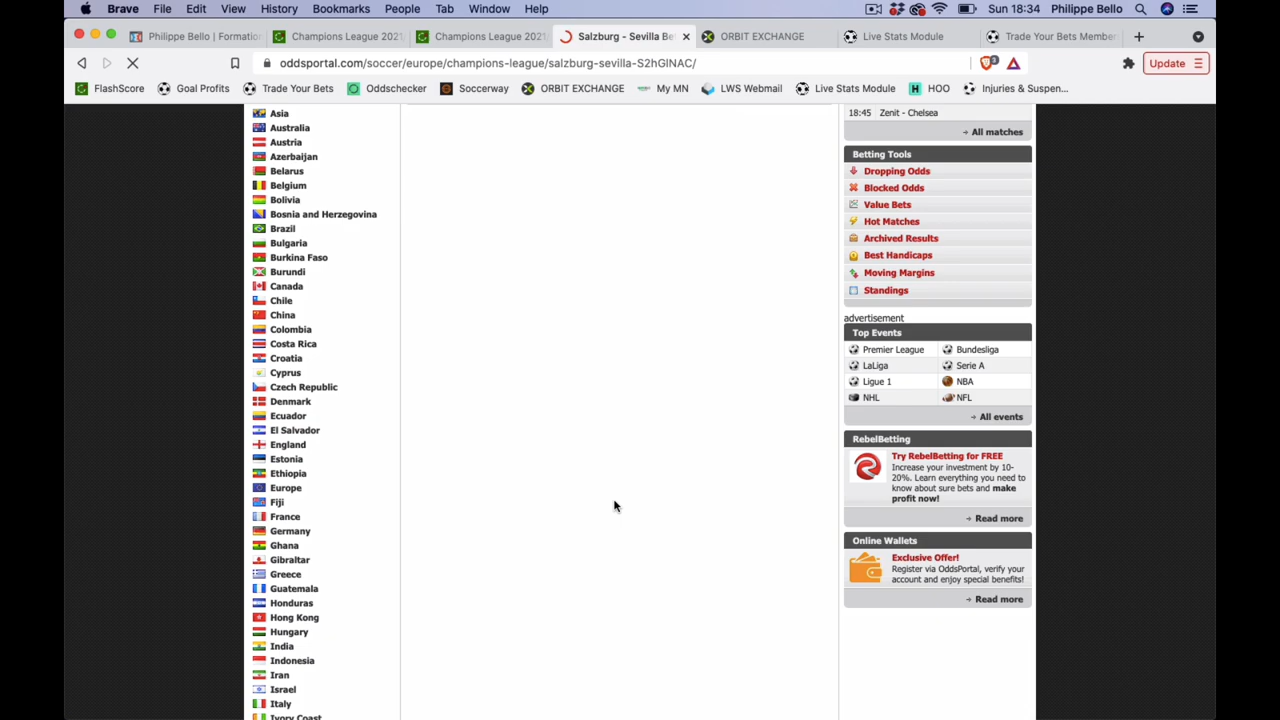 Brave File Edit View History Bookmarks People Tab Window Help Sun 18:34 Philippe Bello
Philippe Bello | Formation Champions League 2021 Champions League 2021 Salzburg - Sevilla Be ORBIT EXCHANGE Live Stats Module Trade Your Bets Member
oddsportal.com/soccer/europe/champions-league/salzburg-sevilla-S2hGlNAC/ 3 Update
FlashScore Goal Profits Trade Your Bets Oddschecker Soccerway ORBIT EXCHANGE My MN LWS Webmail Live Stats Module HOO Injuries & Suspen...
Asia
Australia
Austria
Azerbaijan
Belarus
Belgium
Bolivia
Bosnia and Herzegovina
Brazil
Bulgaria
Burkina Faso
Burundi
Canada
Chile
China
Colombia
Costa Rica
Croatia
Cyprus
Czech Republic
Denmark
Ecuador
El Salvador
England
Estonia
Ethiopia
Europe
Fiji
France
Germany
Ghana
Gibraltar
Greece
Guatemala
Honduras
Hong Kong
Hungary
India
Indonesia
Iran
Israel
Italy
Ivory Coast
18:45 Zenit - Chelsea
All matches
Betting Tools
Dropping Odds
Blocked Odds
Value Bets
Hot Matches
Archived Results
Best Handicaps
Moving Margins
Standings
advertisement
Top Events
Premier League Bundesliga
LaLiga Serie A
Ligue 1 NBA
NHL NFL
All events
RebelBetting
Try RebelBetting for FREE
Increase your investment by 10-
20%. Learn everything you need to
know about sure bets and make
profit now!
Read more
Online Wallets
Exclusive Offer!
Register via OddsPortal, verify your
account and enjoy special benefits!
Read more